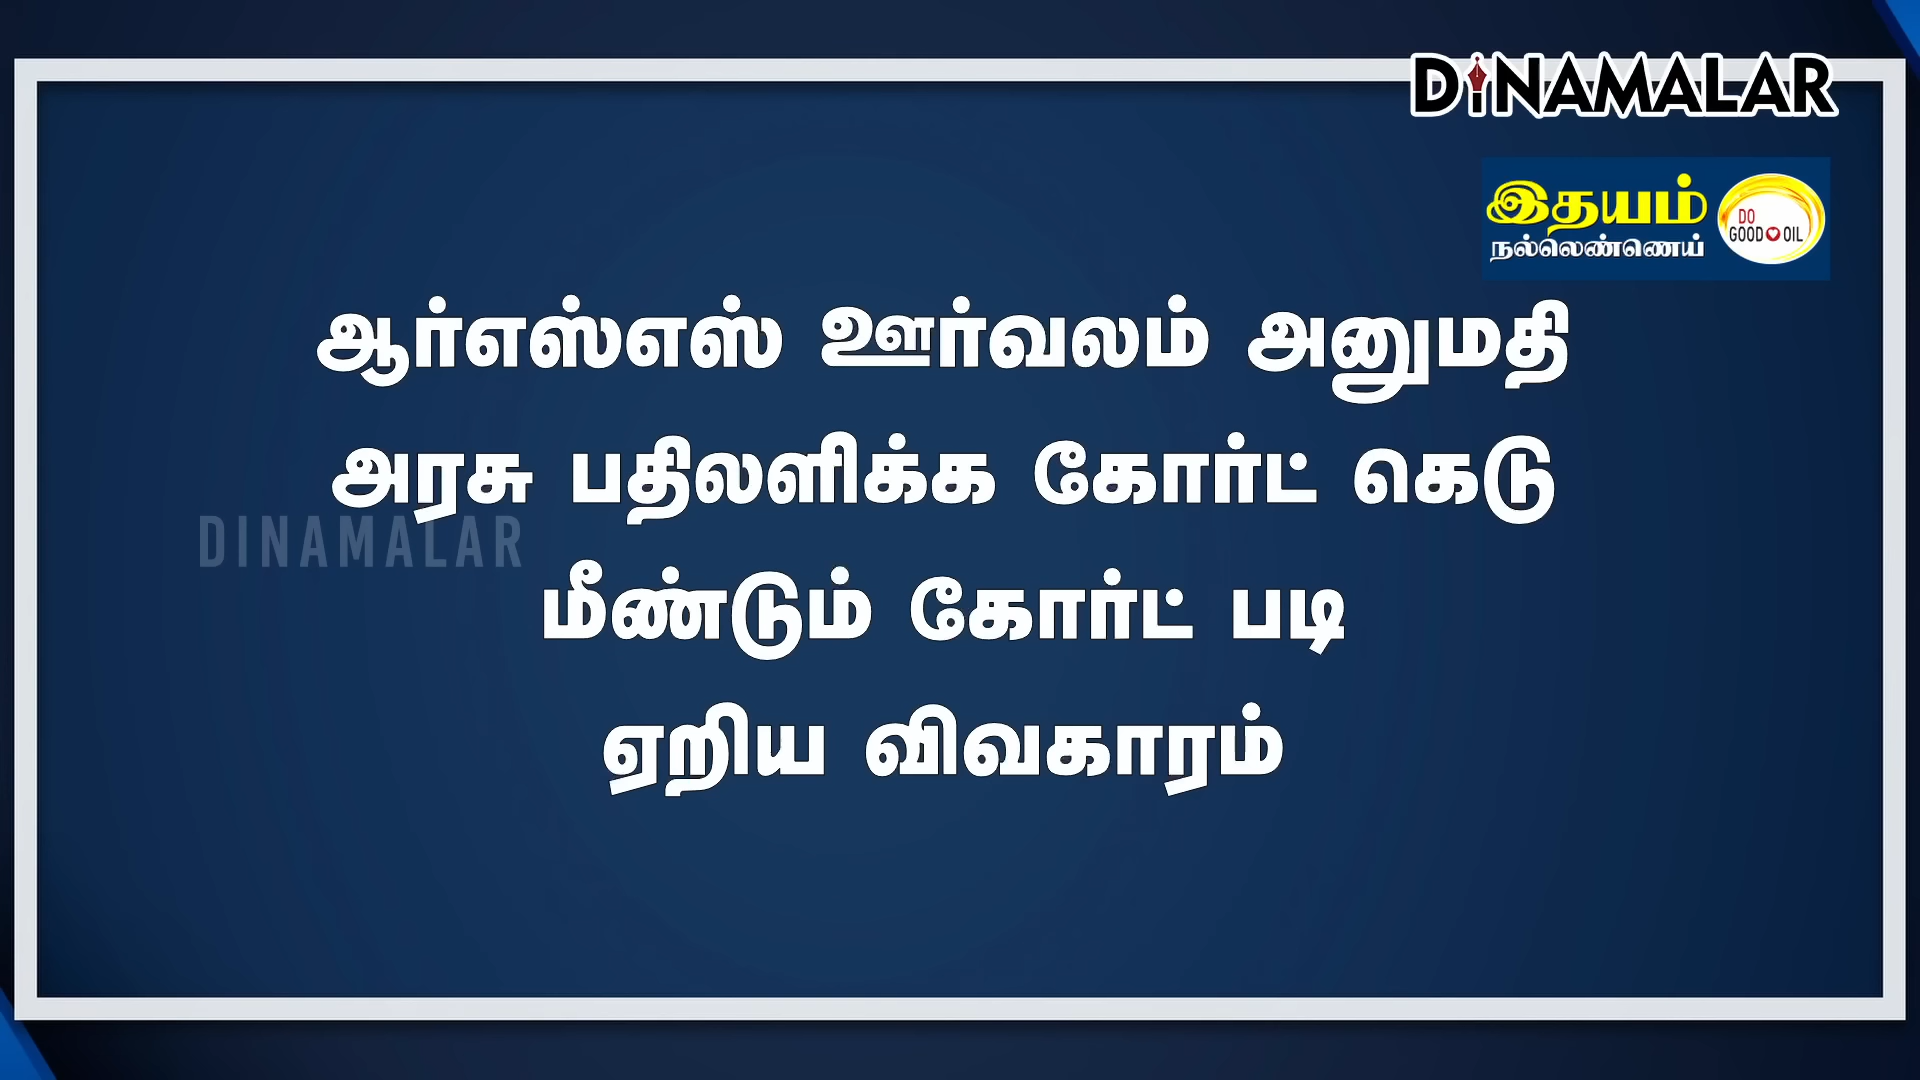 DINAMALAR
இதயம்
நல்லெண்ணெய்
DO
GOOD OIL
ஆர்எஸ்எஸ் ஊர்வலம் அனுமதி
அரசு பதிலளிக்க கோர்ட் கெடு
DINAMALAR
மீண்டும் கோர்ட் படி
ஏறிய விவகாரம்